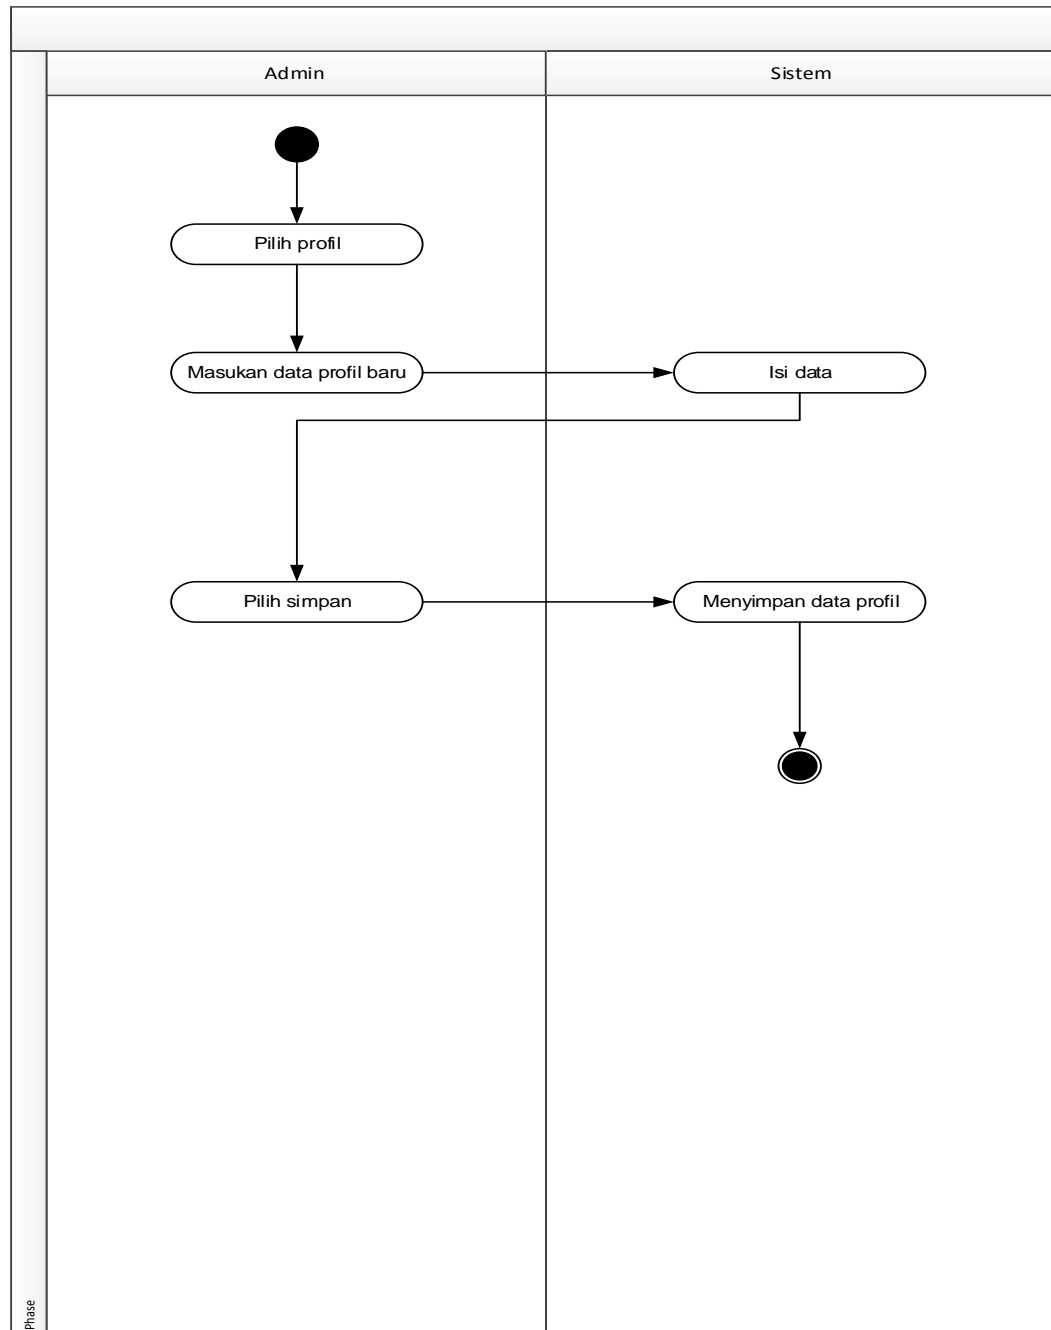 Admin
Sistem
Pilih profil
Masukan data profil baru
Isi data
Pilih simpan
Menyimpan data profil
Phase